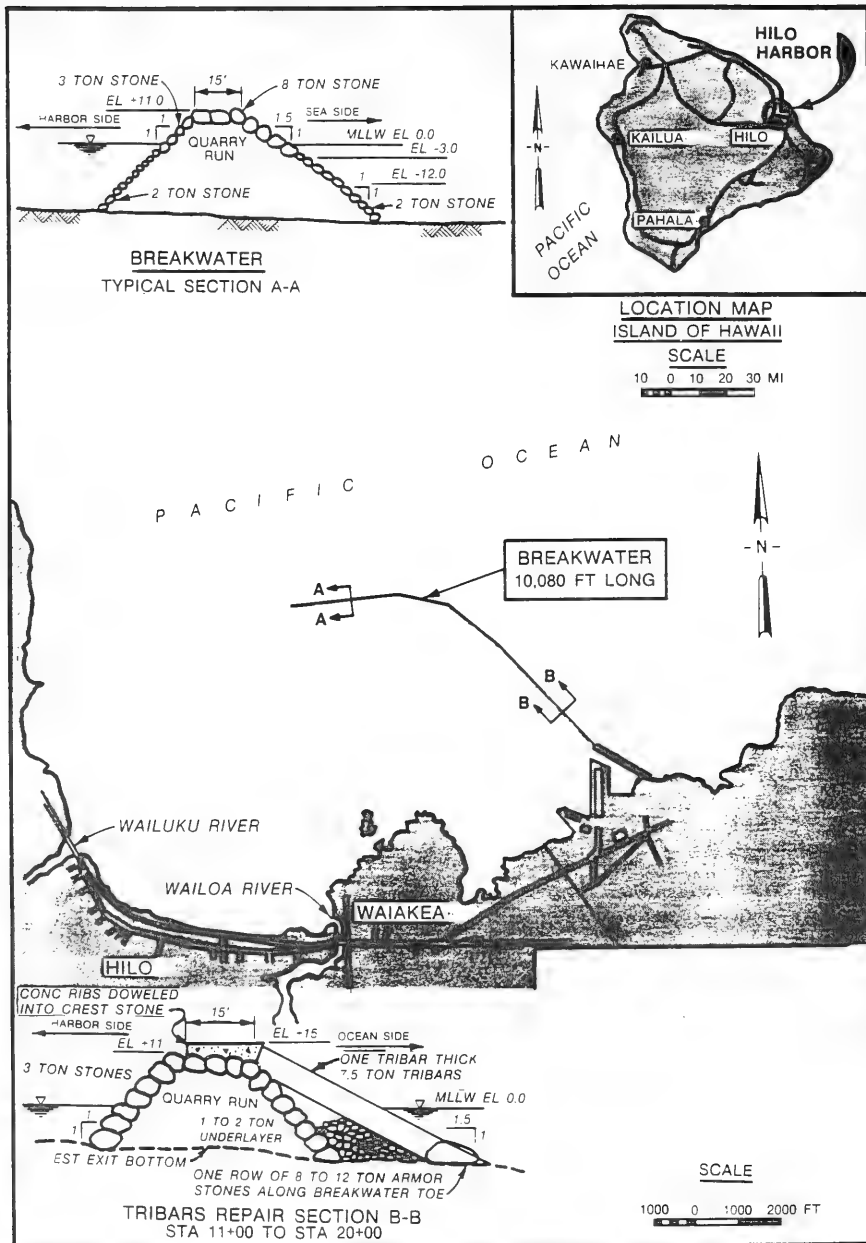 3 TON STONE
15'
8 TON STONE
EL +11.0
HARBOR SIDE
1
1
1.5
1
SEA SIDE
QUARRY
RUN
MLLW EL 0.0
EL -3.0
EL -12.0
1
1
2 TON STONE
2 TON STONE
BREAKWATER
TYPICAL SECTION A-A
HILO
HARBOR
KAWAIHAE
-N-
KAILUA
HILO
PAHALA
PACIFIC
OCEAN
LOCATION MAP
ISLAND OF HAWAII
SCALE
10 0 10 20 30 MI
PACIFIC OCEAN
-N-
BREAKWATER
10,080 FT LONG
A
A
B
B
WAILUKU RIVER
WAILOA RIVER
WAIAKEA
HILO
CONC RIBS DOWELED
INTO CREST STONE
HARBOR SIDE
15'
EL -15
OCEAN SIDE
EL +11
ONE TRIBAR THICK
7.5 TON TRIBARS
3 TON STONES
QUARRY RUN
MLLW EL 0.0
1
1
1 TO 2 TON
UNDERLAYER
1.5
1
EST EXIT BOTTOM
ONE ROW OF 8 TO 12 TON ARMOR
STONES ALONG BREAKWATER TOE
TRIBARS REPAIR SECTION B-B
STA 11+00 TO STA 20+00
SCALE
1000 0 1000 2000 FT